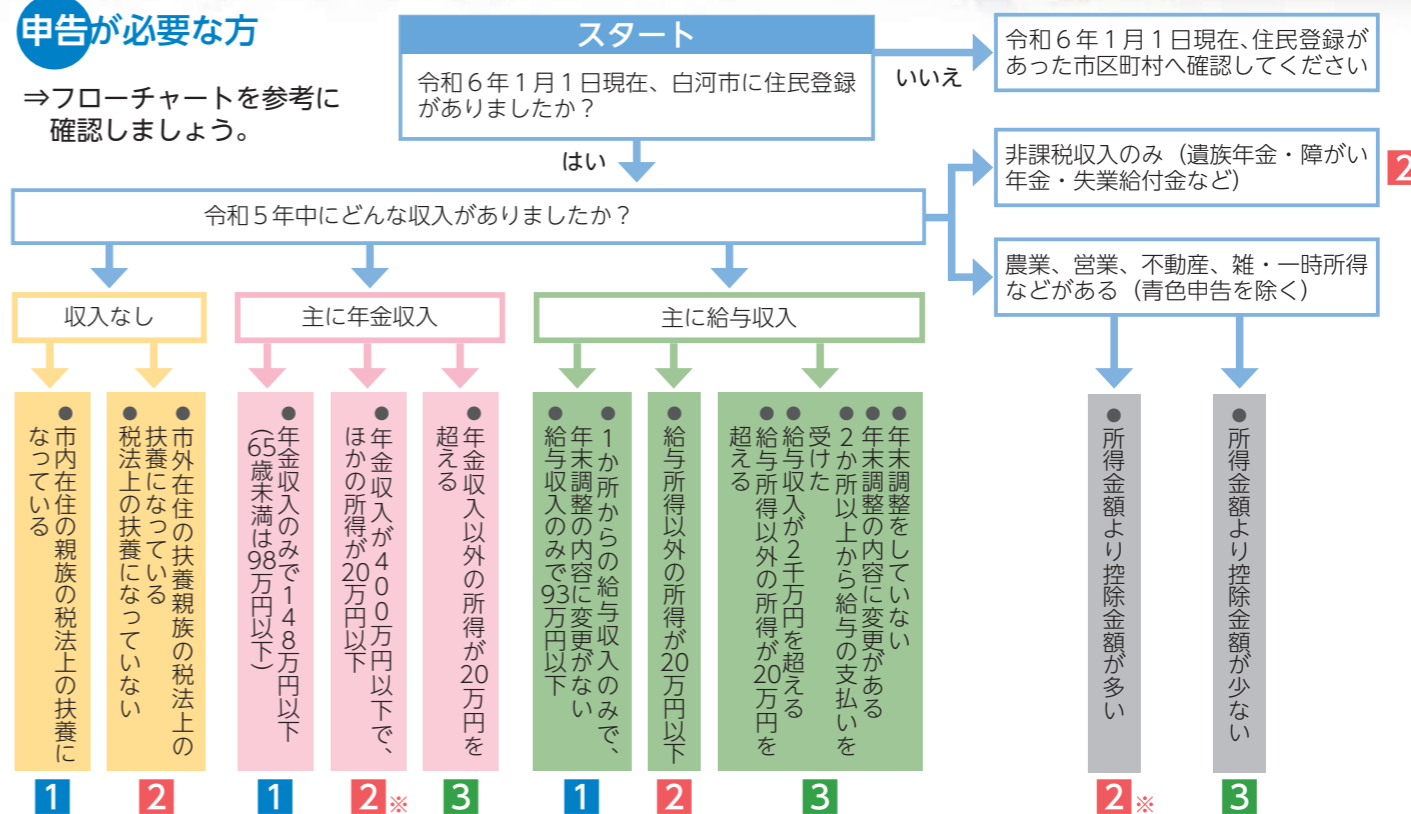 申告が必要な方
⇒フローチャートを参考に
確認しましょう。
スタート
令和6年1月1日現在、白河市に住民登録
がありましたか？
いいえ
令和6年1月1日現在、住民登録が
あった市区町村へ確認してください
はい
令和5年中にどんな収入がありましたか？
非課税収入のみ（遺族年金・障がい
年金・失業給付金など）
2
農業、営業、不動産、雑・一時所得
などがある（青色申告を除く）
収入なし
主に年金収入
主に給与収入
●市内在住の親族の税法上の扶養に
なっている
1
●市外在住の扶養親族の税法上の
扶養になっている
●税法上の扶養になっていない
2
●年金収入のみで148万円以下
（65歳未満は98万円以下）
1
●年金収入が400万円以下で、
ほかの所得が20万円以下
2※
●年金収入以外の所得が20万円を
超える
3
●1か所からの給与収入のみで、
年末調整の内容に変更がない
●給与収入のみで93万円以下
1
●給与所得以外の所得が20万円以下
2
●年末調整をしていない
●年末調整の内容に変更がある
●2か所以上から給与の支払いを
受けた
●給与収入が2千万円を超える
●給与所得以外の所得が20万円を
超える
3
●所得金額より控除金額が多い
2※
●所得金額より控除金額が少ない
3